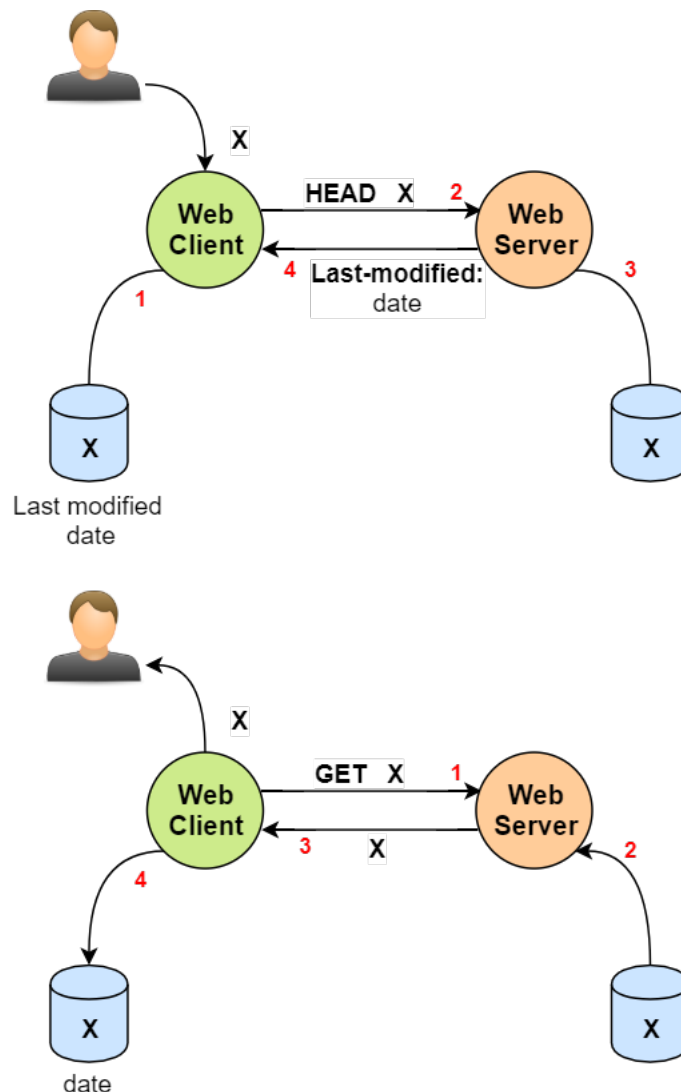 X
HEAD X 2
Web
Client
Web
Server
4
Last-modified:
date
1
3
X
X
Last modified
date
X
GET X 1
Web
Client
Web
Server
3
X
2
4
X
X
date